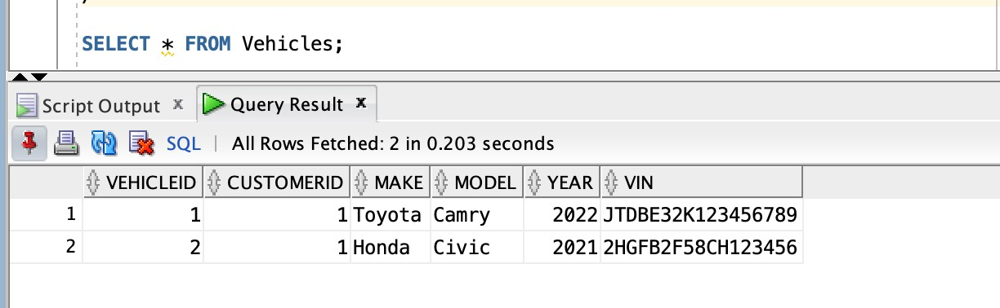 SELECT * FROM Vehicles;
Script Output x Query Result x
SQL | All Rows Fetched: 2 in 0.203 seconds
VEHICLEID CUSTOMERID MAKE MODEL YEAR VIN
1 1 1 Toyota Camry 2022 JTDBE32K123456789
2 2 1 Honda Civic 2021 2HGFB2F58CH123456